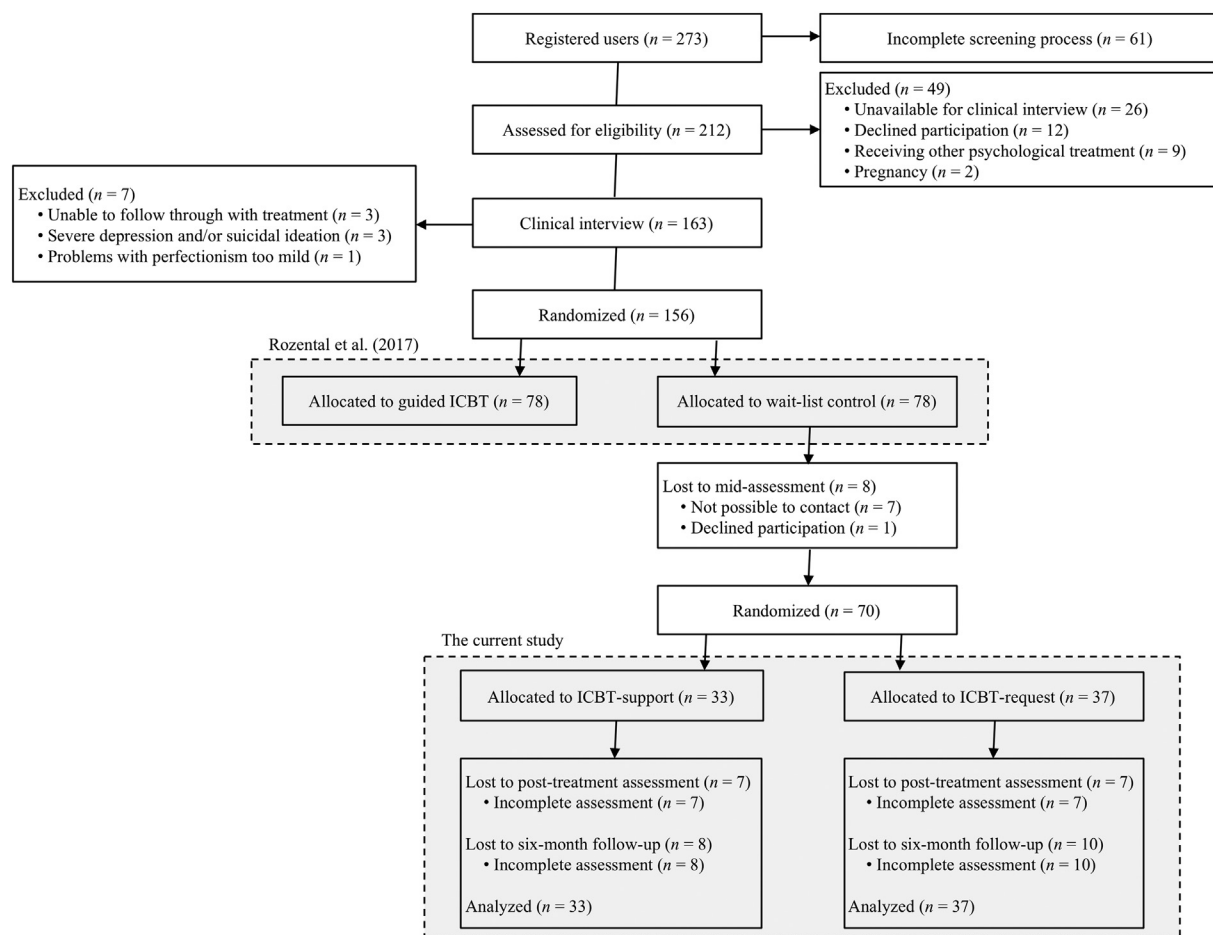 Registered users (n = 273)
Incomplete screening process (n = 61)
Assessed for eligibility (n = 212)
Excluded (n = 49)
• Unavailable for clinical interview (n = 26)
• Declined participation (n = 12)
• Receiving other psychological treatment (n = 9)
• Pregnancy (n = 2)
Excluded (n = 7)
• Unable to follow through with treatment (n = 3)
• Severe depression and/or suicidal ideation (n = 3)
• Problems with perfectionism too mild (n = 1)
Clinical interview (n = 163)
Randomized (n = 156)
Rozental et al. (2017)
Allocated to guided ICBT (n = 78)
Allocated to wait-list control (n = 78)
Lost to mid-assessment (n = 8)
• Not possible to contact (n = 7)
• Declined participation (n = 1)
Randomized (n = 70)
The current study
Allocated to ICBT-support (n = 33)
Allocated to ICBT-request (n = 37)
Lost to post-treatment assessment (n = 7)
• Incomplete assessment (n = 7)
Lost to six-month follow-up (n = 8)
• Incomplete assessment (n = 8)
Analyzed (n = 33)
Lost to post-treatment assessment (n = 7)
• Incomplete assessment (n = 7)
Lost to six-month follow-up (n = 10)
• Incomplete assessment (n = 10)
Analyzed (n = 37)